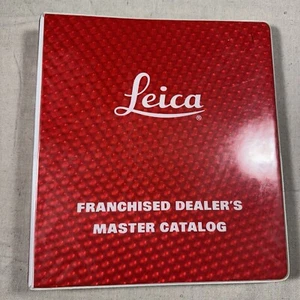 Leica®
FRANCHISED DEALER'S
MASTER CATALOG